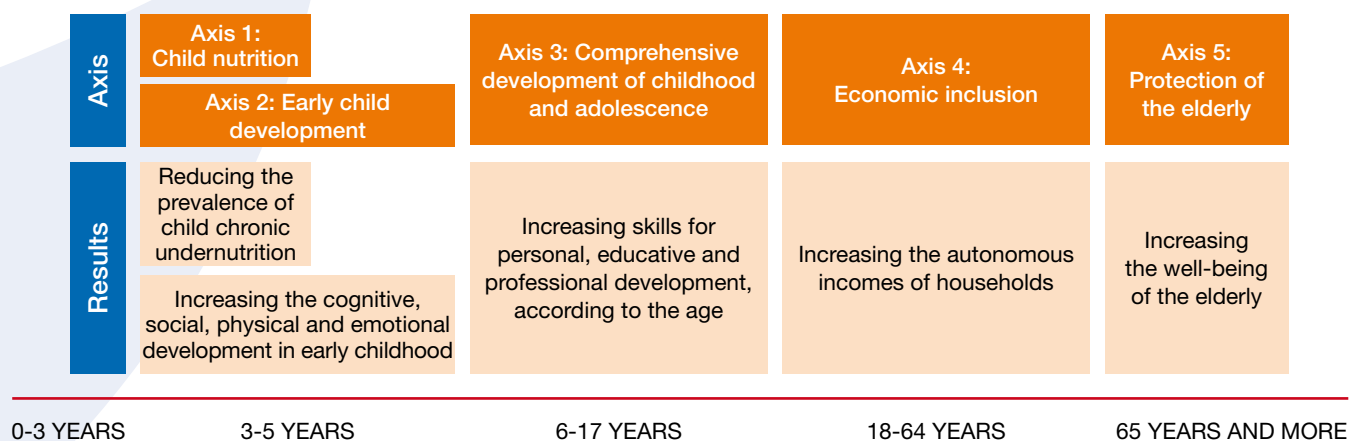 Axis
Axis 1:
Child nutrition
Axis 2: Early child
development
Axis 3: Comprehensive
development of childhood
and adolescence
Axis 4:
Economic inclusion
Axis 5:
Protection of
the elderly
Results
Reducing the
prevalence of
child chronic
undernutrition
Increasing the cognitive,
social, physical and emotional
development in early childhood
Increasing skills for
personal, educative and
professional development,
according to the age
Increasing the autonomous
incomes of households
Increasing
the well-being
of the elderly
0-3 YEARS
3-5 YEARS
6-17 YEARS
18-64 YEARS
65 YEARS AND MORE